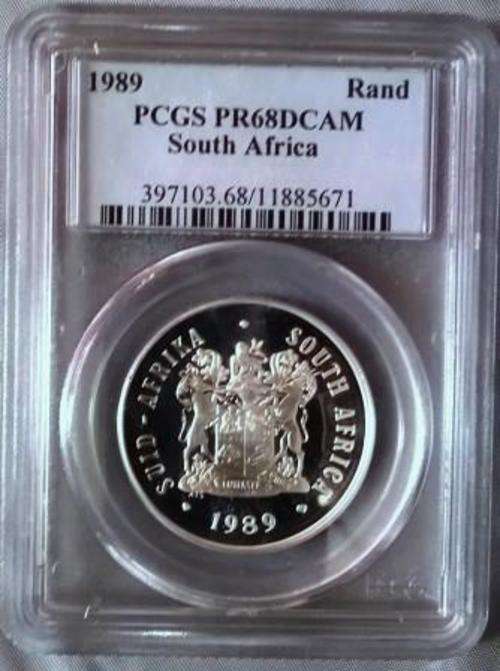 1989 Rand
PCGS PR68DCAM
South Africa
397103.68/11885671
SUID-AFRIKA · SOUTH AFRICA
· 1989 ·